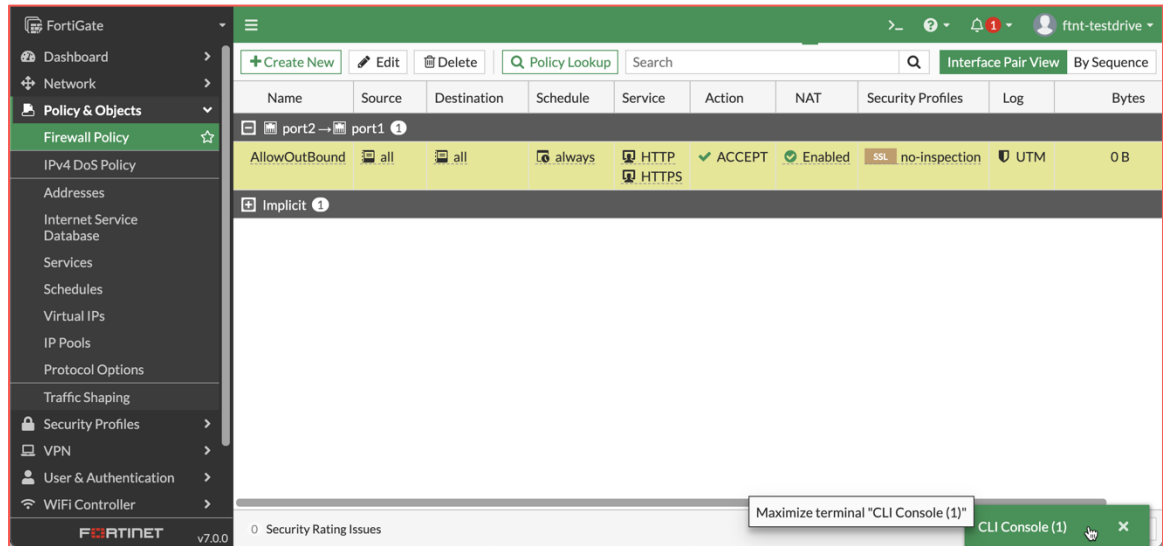 FortiGate
>_
1
ftnt-testdrive
Dashboard
Network
Policy & Objects
Firewall Policy
IPv4 DoS Policy
Addresses
Internet Service
Database
Services
Schedules
Virtual IPs
IP Pools
Protocol Options
Traffic Shaping
Security Profiles
VPN
User & Authentication
WiFi Controller
FORTINET
v7.0.0
+Create New
Edit
Delete
Policy Lookup
Search
Interface Pair View
By Sequence
Name Source Destination Schedule Service Action NAT Security Profiles Log Bytes
port2→ port1 1
AllowOutBound all all always HTTP ACCEPT Enabled SSL no-inspection UTM 0 B
HTTPS
Implicit 1
0 Security Rating Issues
Maximize terminal "CLI Console (1)"
CLI Console (1)